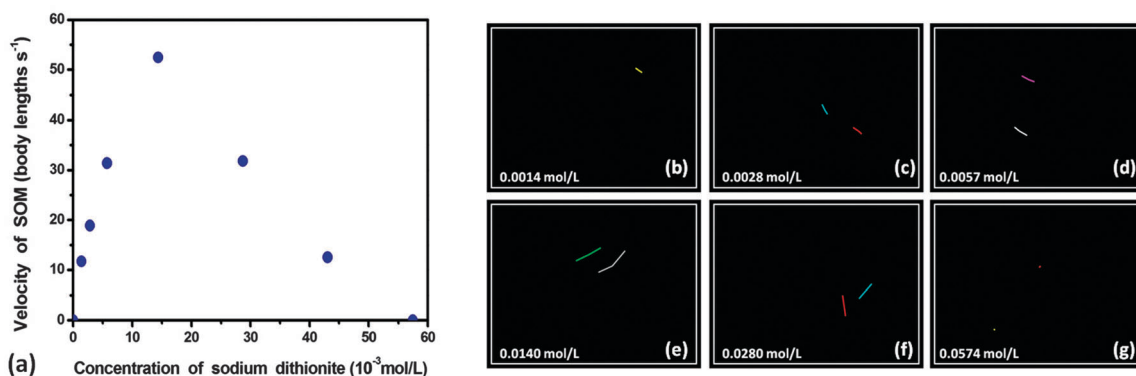 Velocity of SOM (body lengths s⁻¹)
60
50
40
30
20
10
0
0 10 20 30 40 50 60
Concentration of sodium dithionite (10⁻³mol/L)
(a)
(b)
0.0014 mol/L
(c)
0.0028 mol/L
(d)
0.0057 mol/L
(e)
0.0140 mol/L
(f)
0.0280 mol/L
(g)
0.0574 mol/L